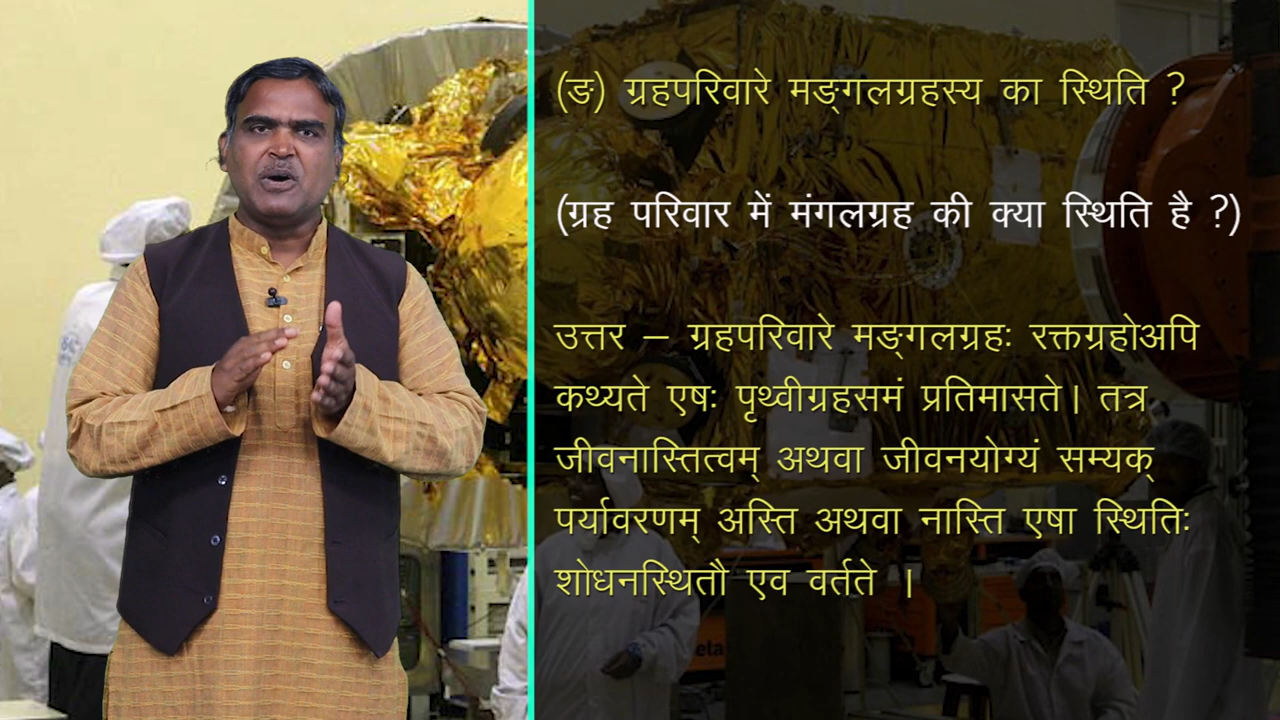 (ङ) ग्रहपरिवारे मङ्गलग्रहस्य का स्थिति ?
(ग्रह परिवार में मंगलग्रह की क्या स्थिति है ?)
उत्तर – ग्रहपरिवारे मङ्गलग्रहः रक्तग्रहोअपि
कथ्यते एषः पृथ्वीग्रहसमं प्रतिमासते। तत्र
जीवनास्तित्वम् अथवा जीवनयोग्यं सम्यक्
पर्यावरणम् अस्ति अथवा नास्ति एषा स्थितिः
शोधनस्थितौ एव वर्तते ।